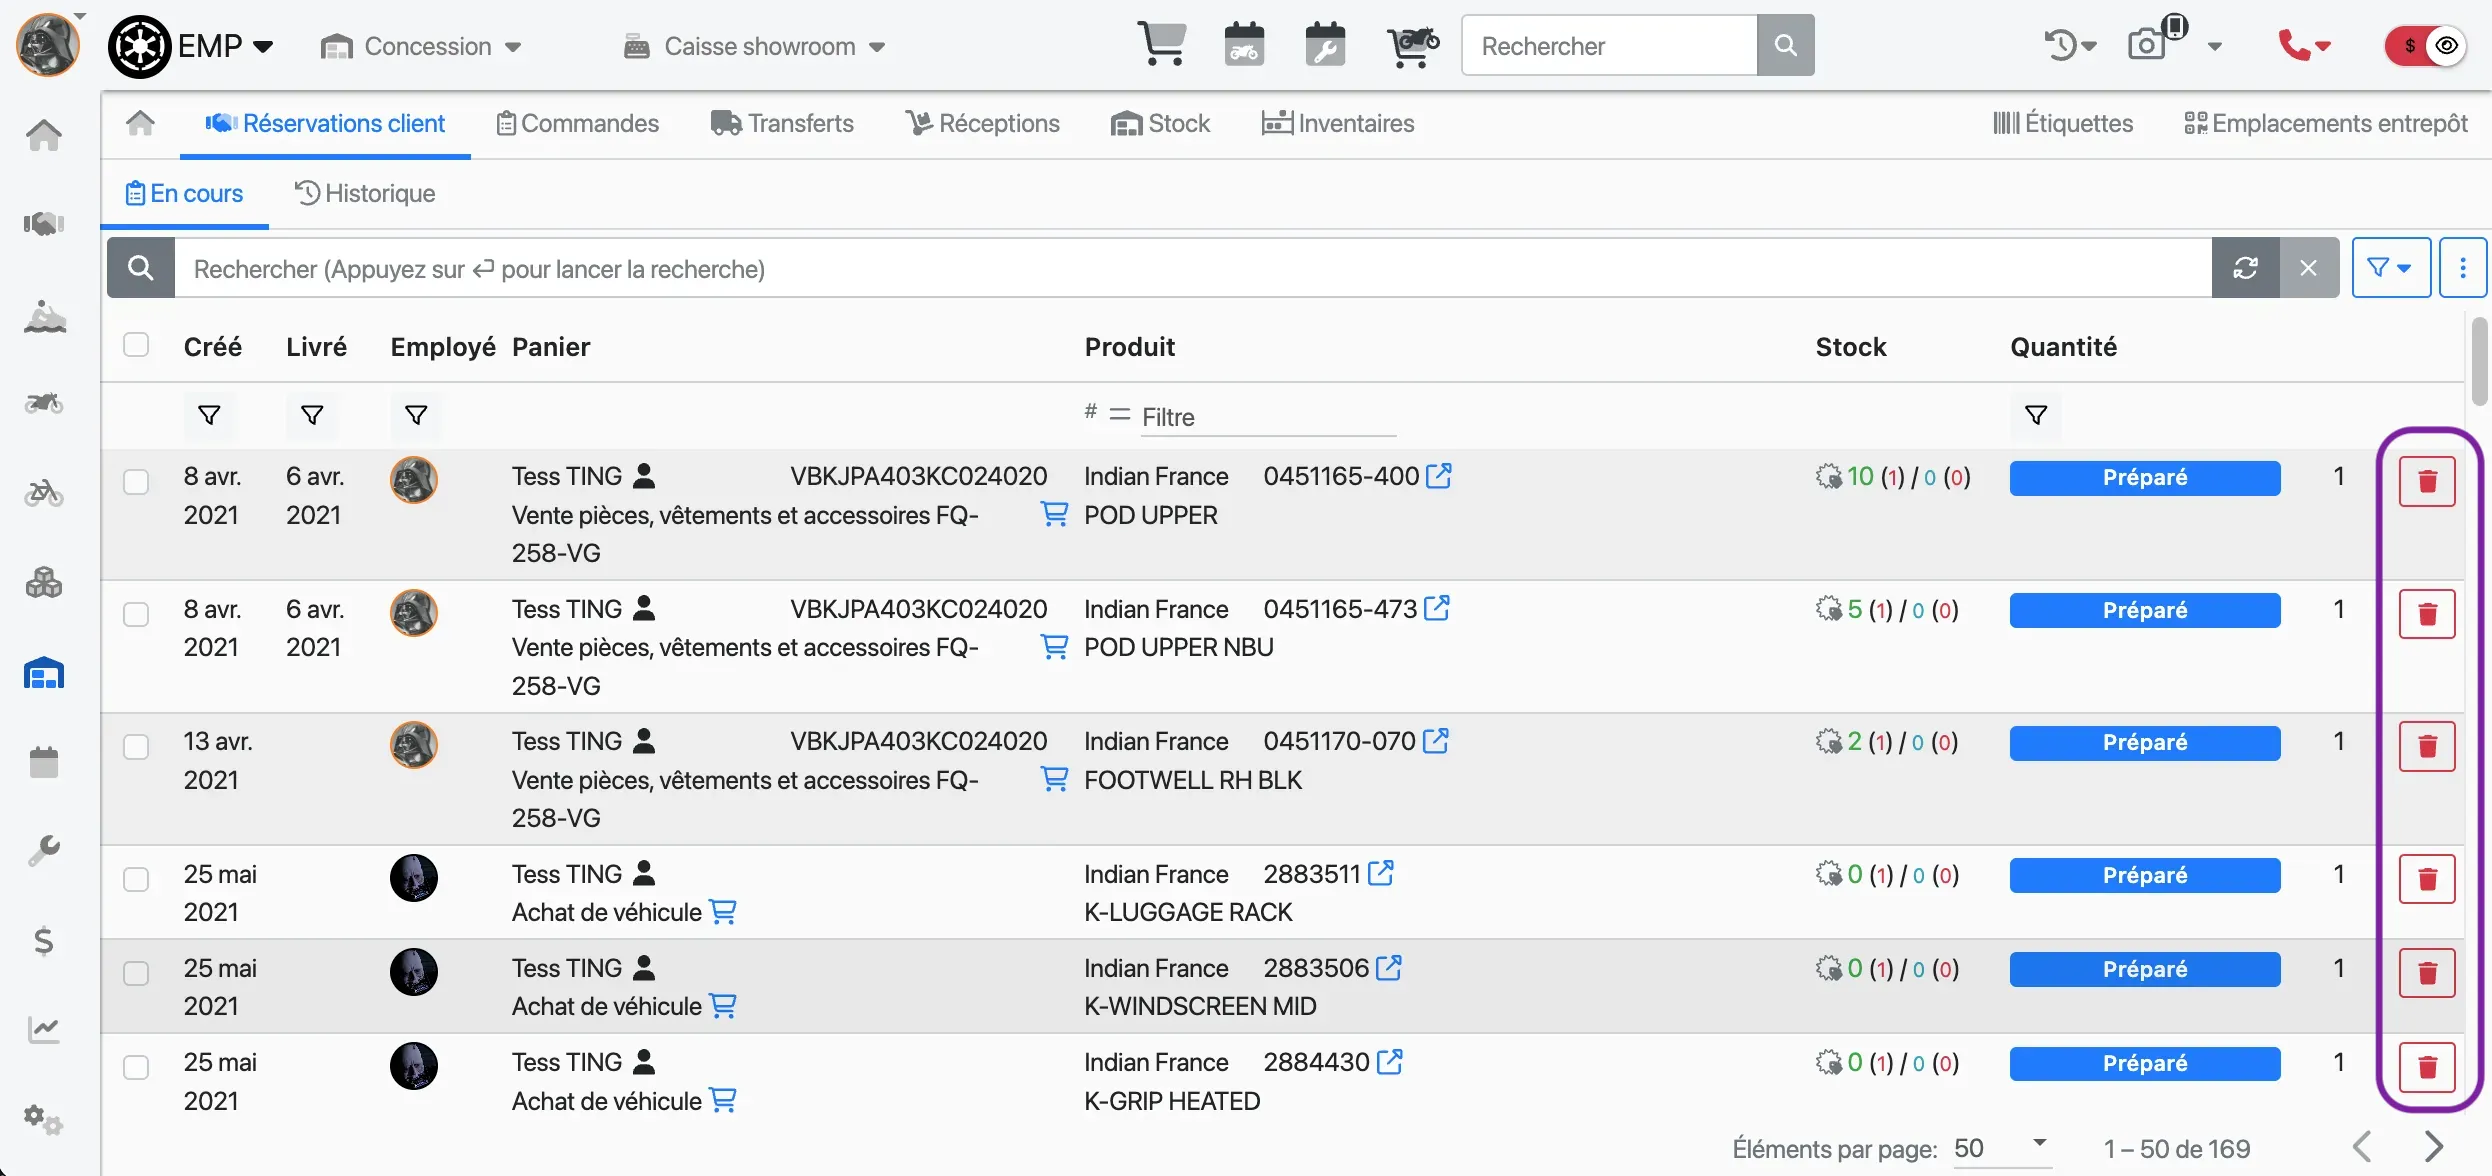 EMP Concession Caisse showroom Rechercher $
Réservations client Commandes Transferts Réceptions Stock Inventaires Étiquettes Emplacements entrepôt
En cours Historique
Rechercher (Appuyez sur ↵ pour lancer la recherche)
Créé Livré Employé Panier Produit Stock Quantité
# = Filtre
8 avr. 6 avr. Tess TING VBKJPA403KC024020 Indian France 0451165-400 10 (1) / 0 (0) Préparé 1
2021 2021 Vente pièces, vêtements et accessoires FQ- POD UPPER
258-VG
8 avr. 6 avr. Tess TING VBKJPA403KC024020 Indian France 0451165-473 5 (1) / 0 (0) Préparé 1
2021 2021 Vente pièces, vêtements et accessoires FQ- POD UPPER NBU
258-VG
13 avr. Tess TING VBKJPA403KC024020 Indian France 0451170-070 2 (1) / 0 (0) Préparé 1
2021 Vente pièces, vêtements et accessoires FQ- FOOTWELL RH BLK
258-VG
25 mai Tess TING Indian France 2883511 0 (1) / 0 (0) Préparé 1
2021 Achat de véhicule K-LUGGAGE RACK
25 mai Tess TING Indian France 2883506 0 (1) / 0 (0) Préparé 1
2021 Achat de véhicule K-WINDSCREEN MID
25 mai Tess TING Indian France 2884430 0 (1) / 0 (0) Préparé 1
2021 Achat de véhicule K-GRIP HEATED
Éléments par page: 50 1 – 50 de 169